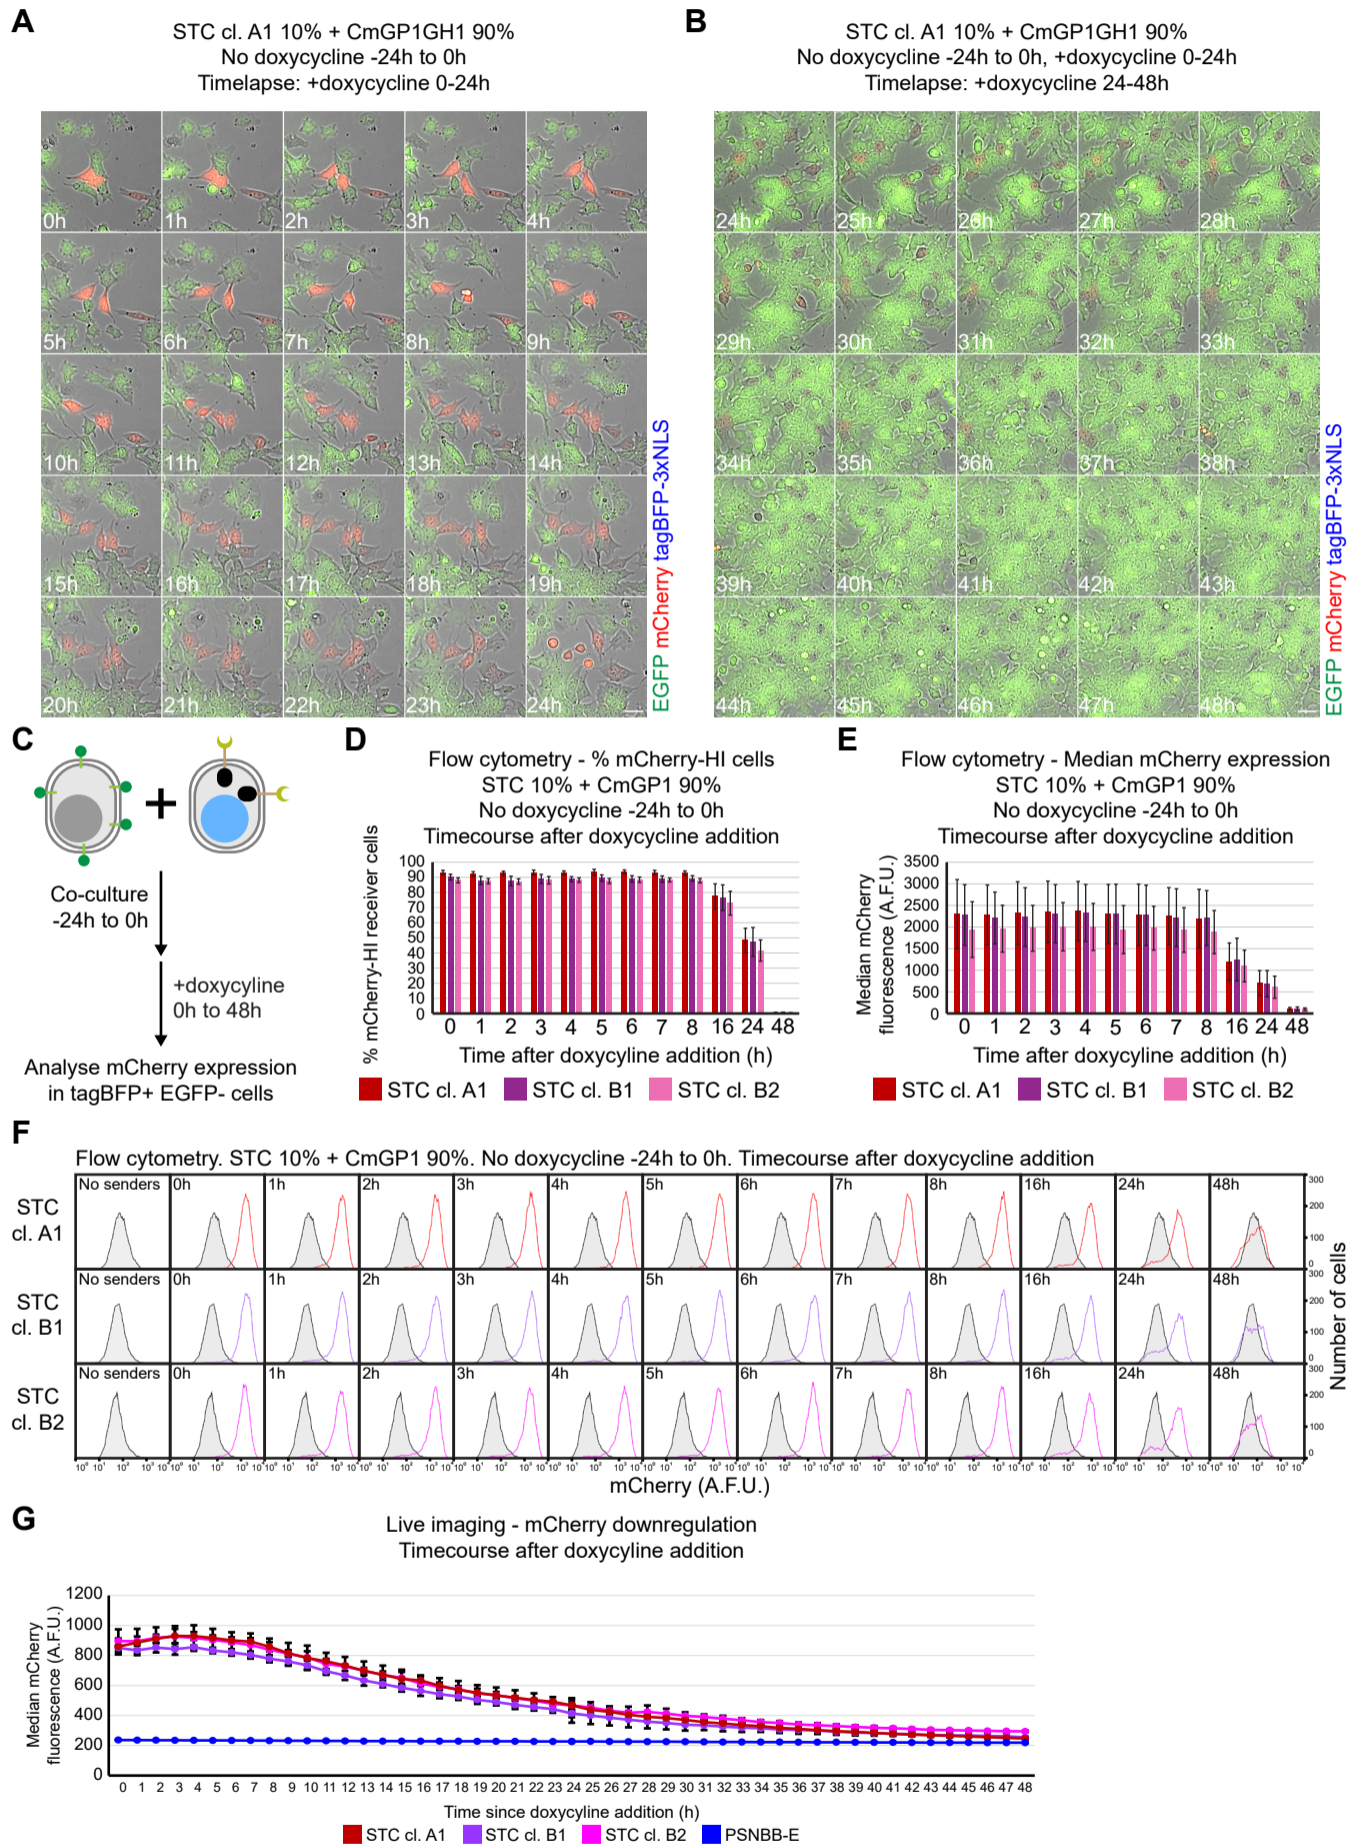 A
STC cl. A1 10% + CmGP1GH1 90%
No doxycycline -24h to 0h
Timelapse: +doxycycline 0-24h
0h 1h 2h 3h 4h
5h 6h 7h 8h 9h
10h 11h 12h 13h 14h
15h 16h 17h 18h 19h
20h 21h 22h 23h 24h
EGFP mCherry tagBFP-3xNLS
B
STC cl. A1 10% + CmGP1GH1 90%
No doxycycline -24h to 0h, +doxycycline 0-24h
Timelapse: +doxycycline 24-48h
24h 25h 26h 27h 28h
29h 30h 31h 32h 33h
34h 35h 36h 37h 38h
39h 40h 41h 42h 43h
44h 45h 46h 47h 48h
EGFP mCherry tagBFP-3xNLS
C
+
Co-culture
-24h to 0h
+doxycyline
0h to 48h
Analyse mCherry expression
in tagBFP+ EGFP- cells
D
Flow cytometry - % mCherry-HI cells
STC 10% + CmGP1 90%
No doxycycline -24h to 0h
Timecourse after doxycycline addition
% mCherry-HI receiver cells
100
90
80
70
60
50
40
30
20
10
0
0 1 2 3 4 5 6 7 8 16 24 48
Time after doxycyline addition (h)
STC cl. A1 STC cl. B1 STC cl. B2
E
Flow cytometry - Median mCherry expression
STC 10% + CmGP1 90%
No doxycycline -24h to 0h
Timecourse after doxycycline addition
Median mCherry
fluorescence (A.F.U.)
3500
3000
2500
2000
1500
1000
500
0
0 1 2 3 4 5 6 7 8 16 24 48
Time after doxycyline addition (h)
STC cl. A1 STC cl. B1 STC cl. B2
F
Flow cytometry. STC 10% + CmGP1 90%. No doxycycline -24h to 0h. Timecourse after doxycycline addition
STC
cl. A1
No senders 0h 1h 2h 3h 4h 5h 6h 7h 8h 16h 24h 48h
300
200
100
0
STC
cl. B1
No senders 0h 1h 2h 3h 4h 5h 6h 7h 8h 16h 24h 48h
300
200
100
0
STC
cl. B2
No senders 0h 1h 2h 3h 4h 5h 6h 7h 8h 16h 24h 48h
300
200
100
0
Number of cells
mCherry (A.F.U.)
G
Live imaging - mCherry downregulation
Timecourse after doxycyline addition
Median mCherry
fluorescence (A.F.U.)
1200
1000
800
600
400
200
0
0 1 2 3 4 5 6 7 8 9 10 11 12 13 14 15 16 17 18 19 20 21 22 23 24 25 26 27 28 29 30 31 32 33 34 35 36 37 38 39 40 41 42 43 44 45 46 47 48
Time since doxycyline addition (h)
STC cl. A1 STC cl. B1 STC cl. B2 PSNBB-E